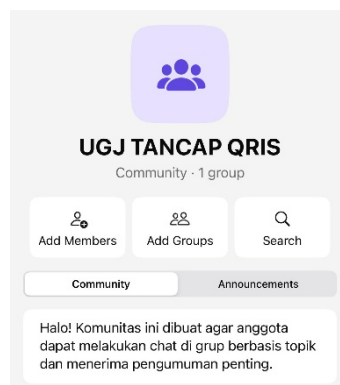 UGJ TANCAP QRIS
Community · 1 group
Add Members
Add Groups
Search
Community
Announcements
Halo! Komunitas ini dibuat agar anggota
dapat melakukan chat di grup berbasis topik
dan menerima pengumuman penting.